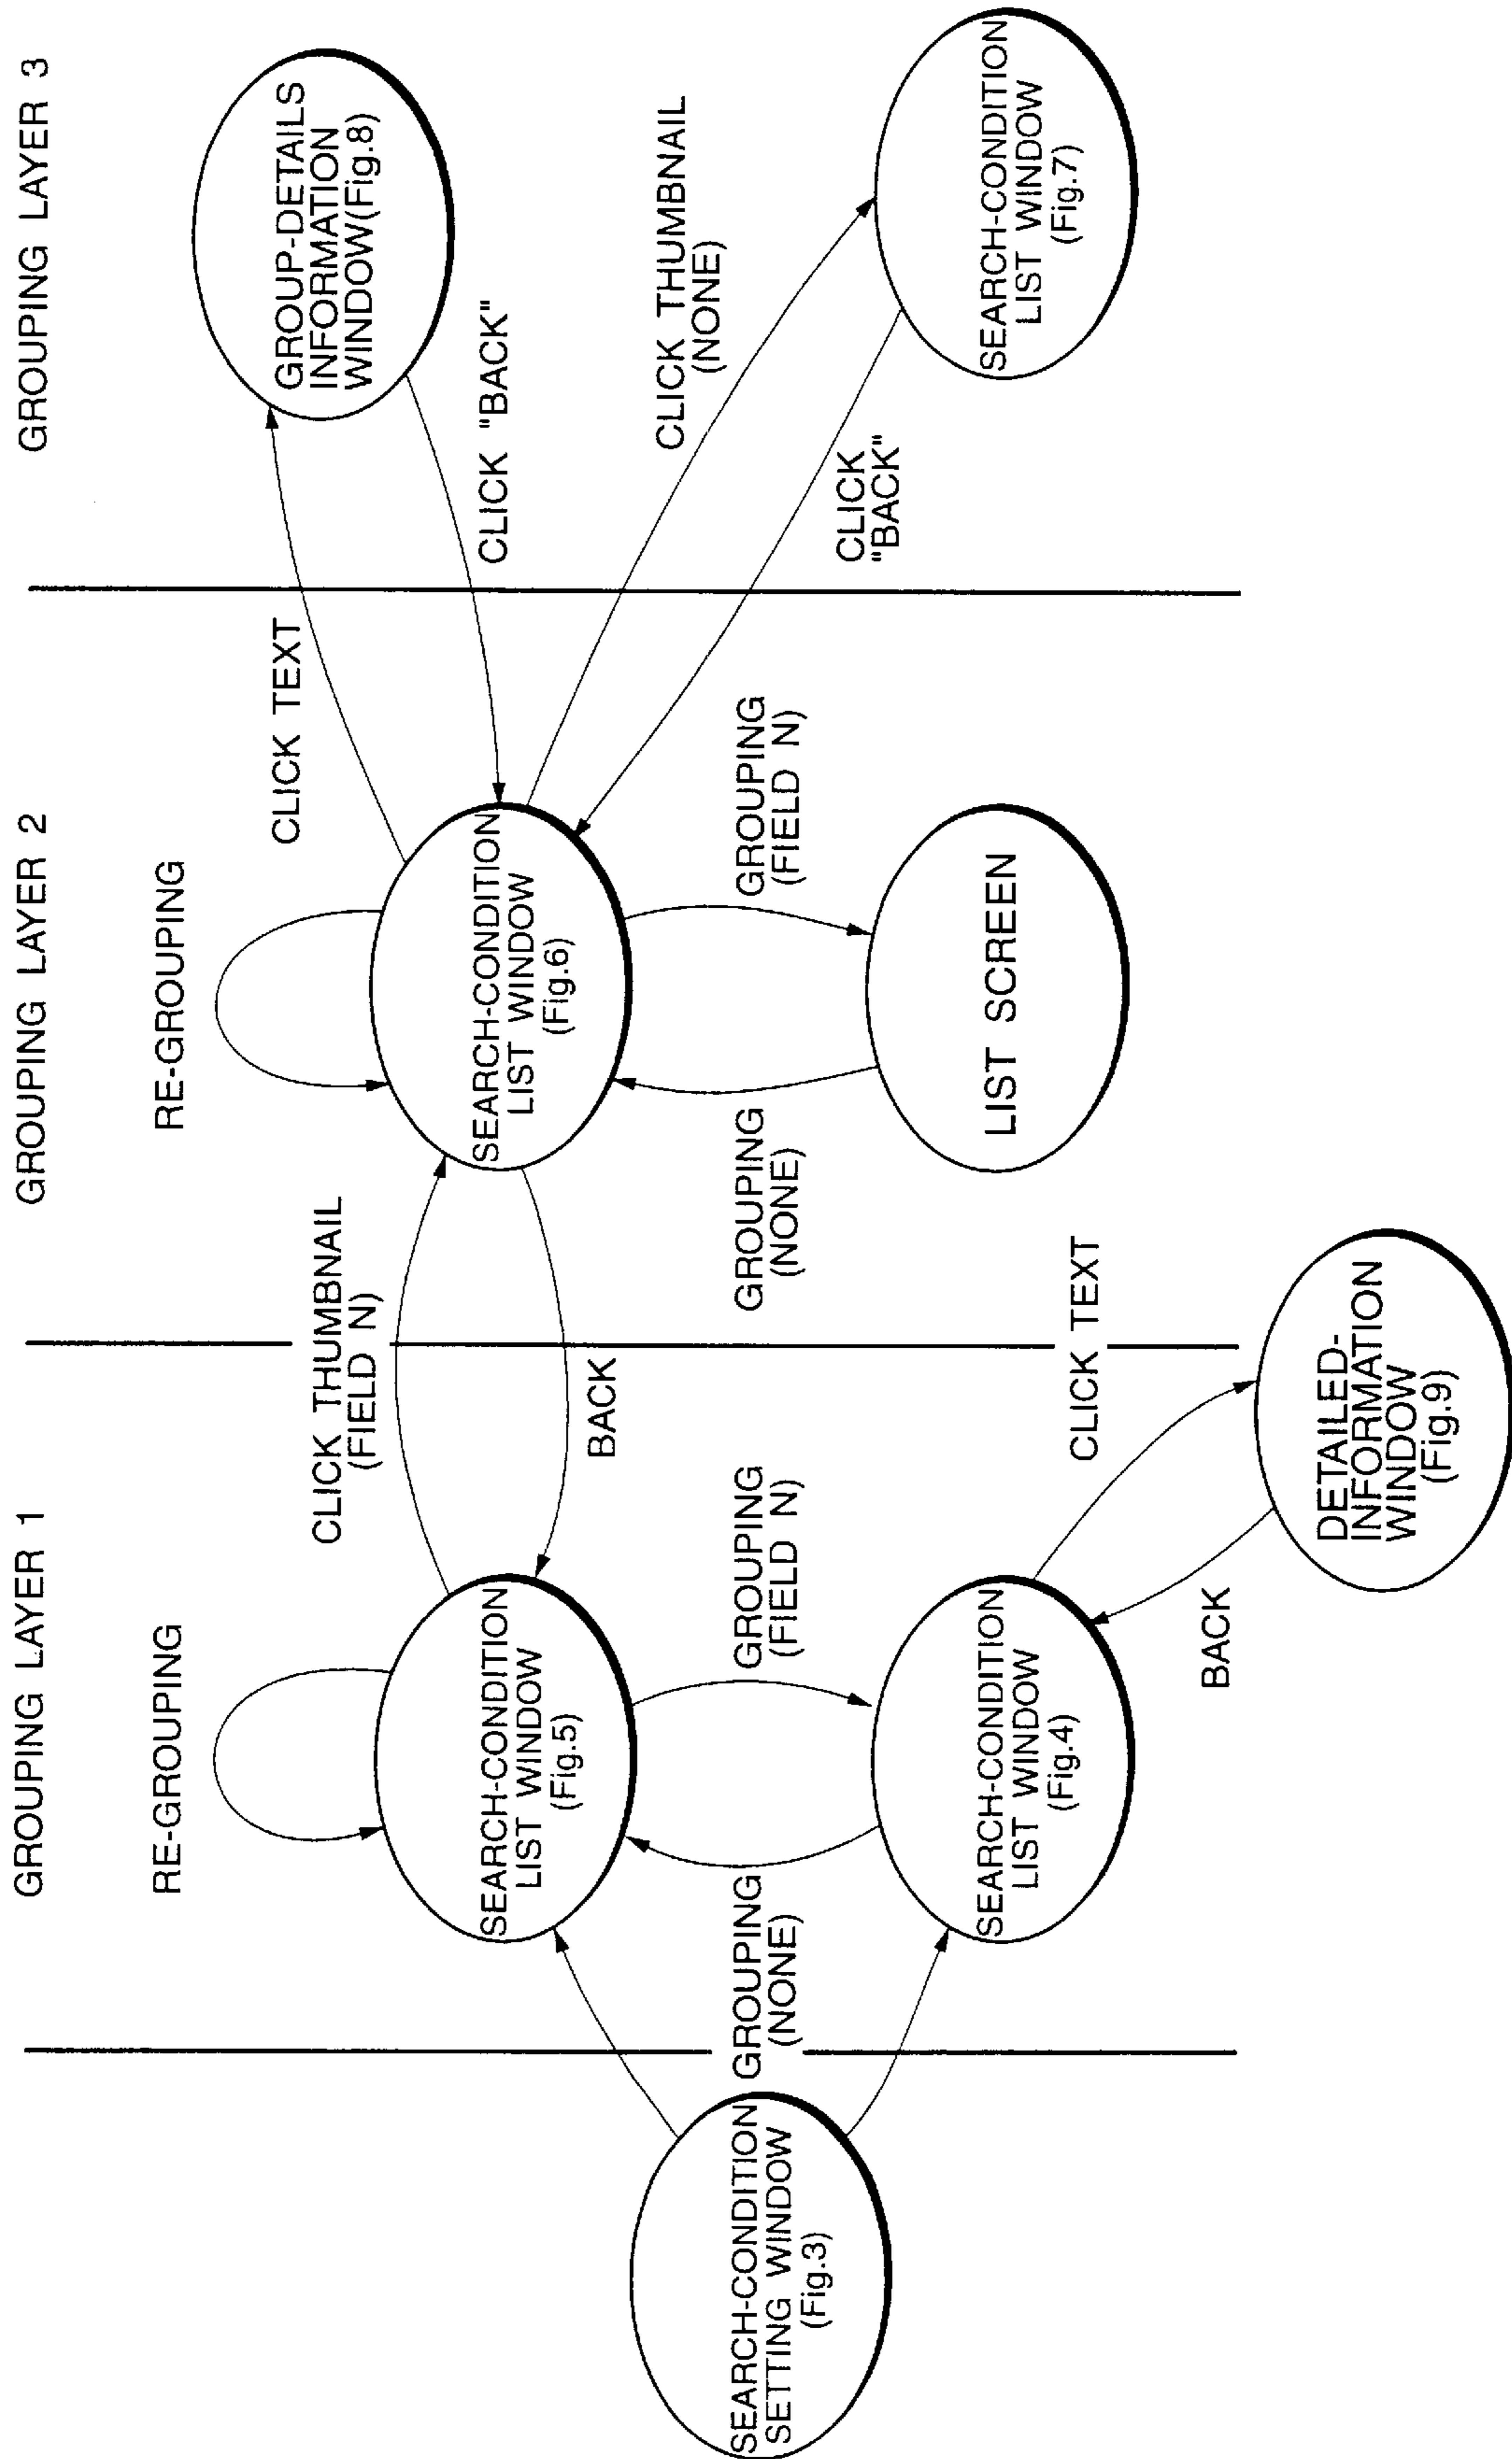 GROUPING LAYER 1
GROUPING LAYER 2
GROUPING LAYER 3
RE-GROUPING
RE-GROUPING
CLICK TEXT
GROUP-DETAILS
INFORMATION
WINDOW(Fig.8)
CLICK THUMBNAIL
(FIELD N)
CLICK "BACK"
SEARCH-CONDITION
LIST WINDOW
(Fig.5)
SEARCH-CONDITION
LIST WINDOW
(Fig.6)
BACK
CLICK THUMBNAIL
(NONE)
SEARCH-CONDITION
SETTING WINDOW
(Fig.3)
GROUPING
(NONE)
GROUPING
(FIELD N)
GROUPING
(NONE)
GROUPING
(FIELD N)
CLICK
"BACK"
SEARCH-CONDITION
LIST WINDOW
(Fig.4)
LIST SCREEN
SEARCH-CONDITION
LIST WINDOW
(Fig.7)
CLICK TEXT
BACK
DETAILED-
INFORMATION
WINDOW
(Fig.9)